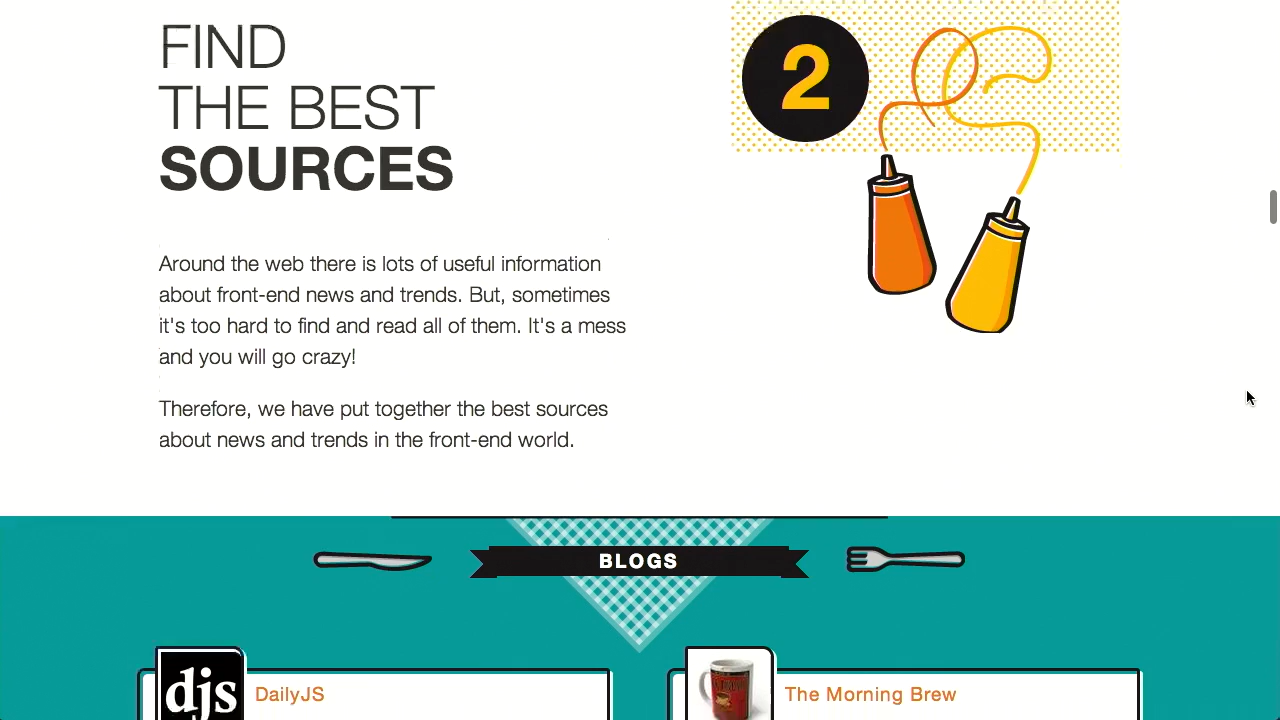 FIND
THE BEST
SOURCES
2
Around the web there is lots of useful information
about front-end news and trends. But, sometimes
it's too hard to find and read all of them. It's a mess
and you will go crazy!
Therefore, we have put together the best sources
about news and trends in the front-end world.
BLOGS
djs
DailyJS
The Morning Brew